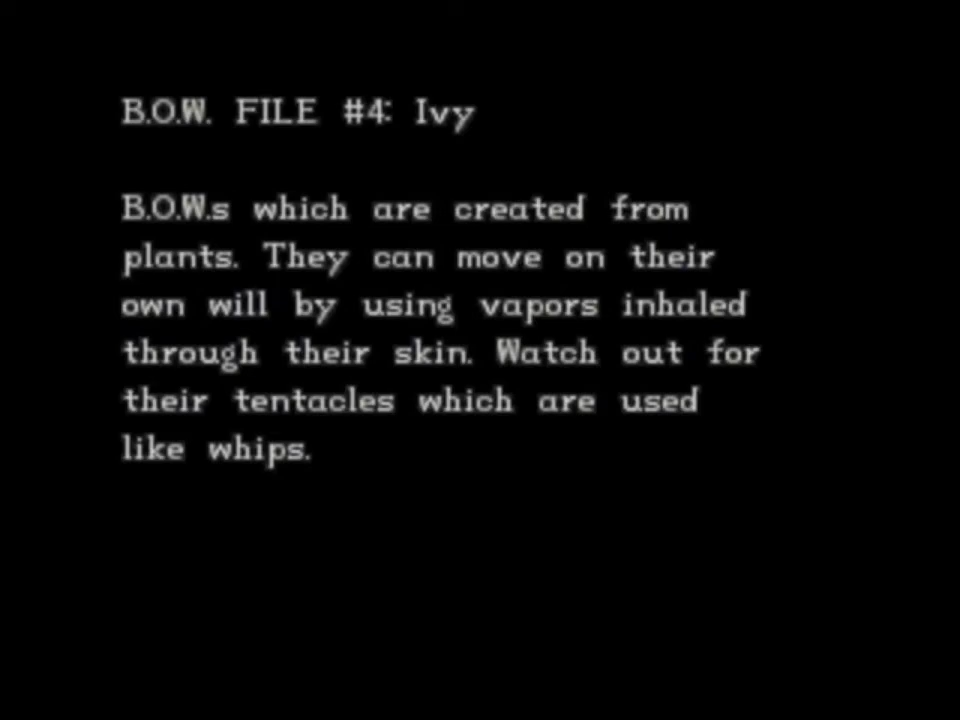 B.O.W. FILE #4: Ivy
B.O.W.s which are created from
plants. They can move on their
own will by using vapors inhaled
through their skin. Watch out for
their tentacles which are used
like whips.